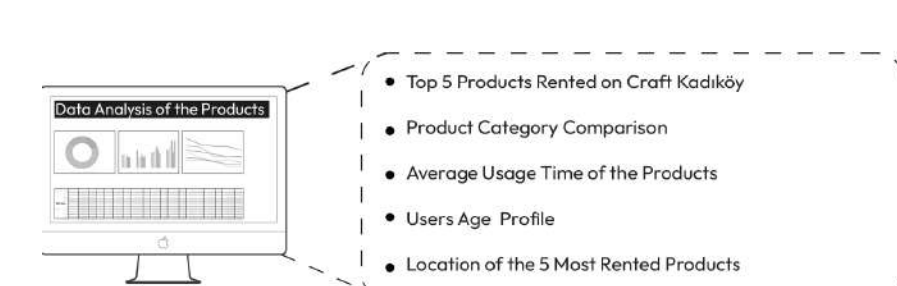 Data Analysis of the Products
Top 5 Products Rented on Craft Kadıköy
Product Category Comparison
Average Usage Time of the Products
Users Age Profile
Location of the 5 Most Rented Products